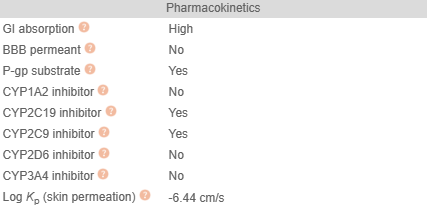 Pharmacokinetics
GI absorption ? High
BBB permeant ? No
P-gp substrate ? Yes
CYP1A2 inhibitor ? No
CYP2C19 inhibitor ? Yes
CYP2C9 inhibitor ? Yes
CYP2D6 inhibitor ? No
CYP3A4 inhibitor ? No
Log Kp (skin permeation) ? -6.44 cm/s